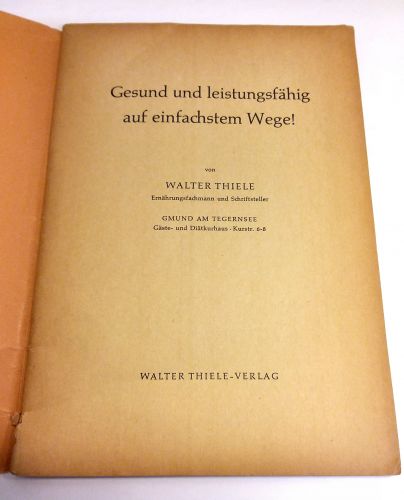 Gesund und leistungsfähig
auf einfachstem Wege!
von
WALTER THIELE
Ernährungsfachmann und Schriftsteller
GMUND AM TEGERNSEE
Gäste- und Diätkurhaus · Kurstr. 6-8
WALTER THIELE-VERLAG